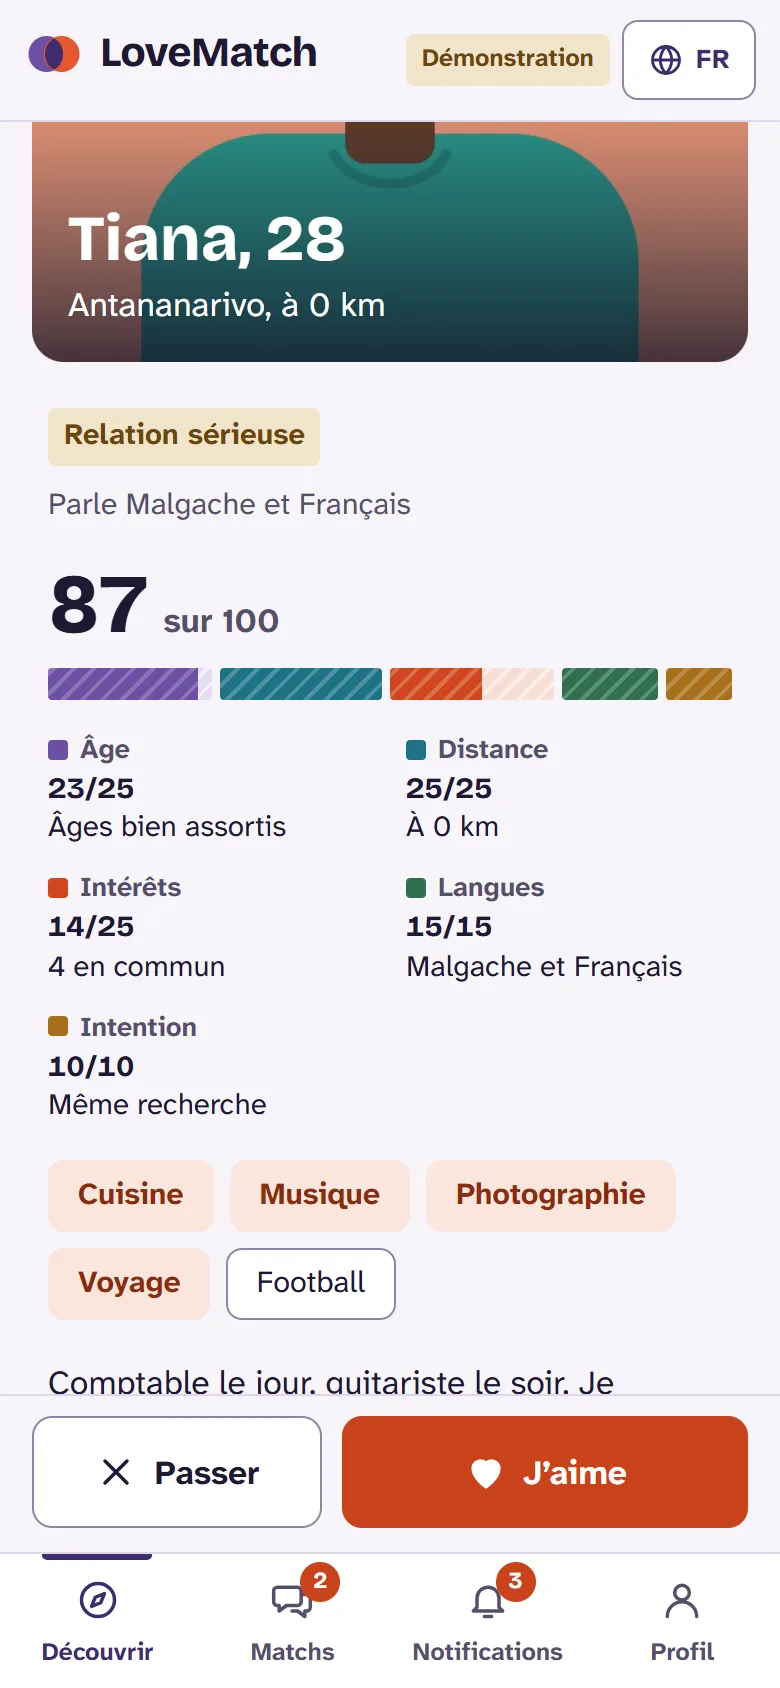 LoveMatch
Démonstration
FR
Tiana, 28
Antananarivo, à 0 km
Relation sérieuse
Parle Malgache et Français
87 sur 100
Âge
23/25
Âges bien assortis
Distance
25/25
À 0 km
Intérêts
14/25
4 en commun
Langues
15/15
Malgache et Français
Intention
10/10
Même recherche
Cuisine
Musique
Photographie
Voyage
Football
Comptable le jour, guitariste le soir. Je
Passer
J’aime
Découvrir
2
Matchs
3
Notifications
Profil